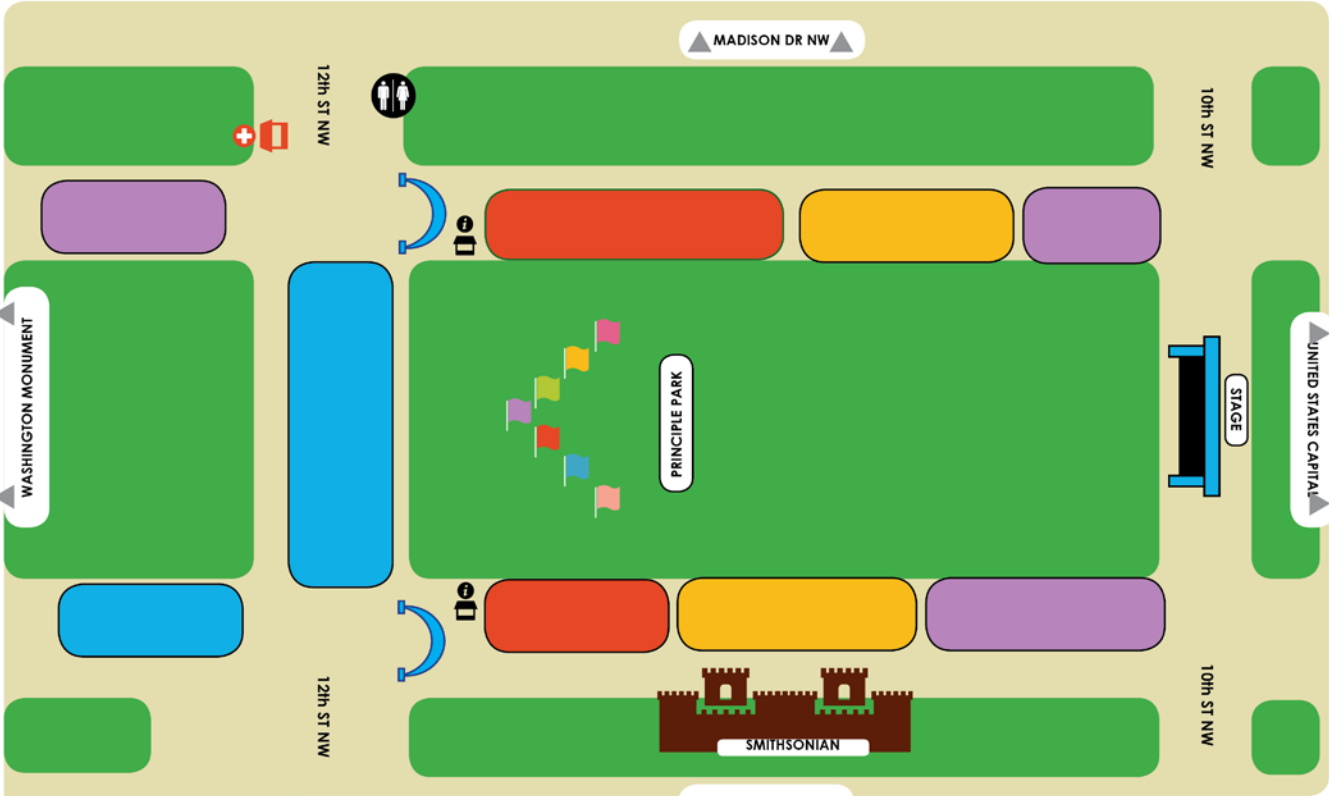 MADISON DR NW
12th ST NW
10th ST NW
i
WASHINGTON MONUMENT
PRINCIPLE PARK
STAGE
UNITED STATES CAPITAL
i
12th ST NW
10th ST NW
SMITHSONIAN